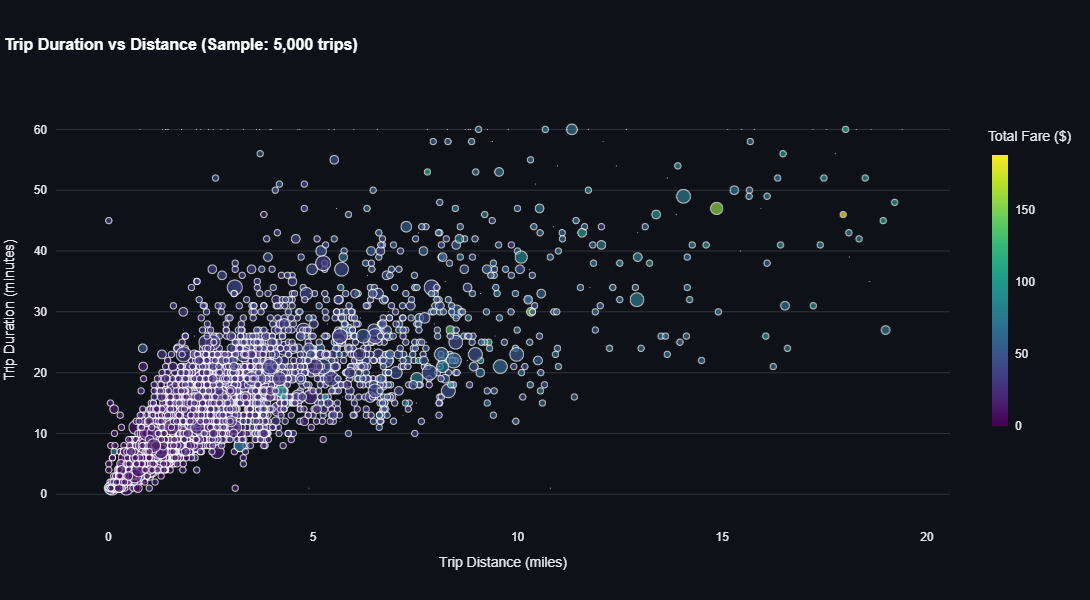 Trip Duration vs Distance (Sample: 5,000 trips)
Total Fare ($)
150
100
50
0
Trip Duration (minutes)
60
50
40
30
20
10
0
0 5 10 15 20
Trip Distance (miles)